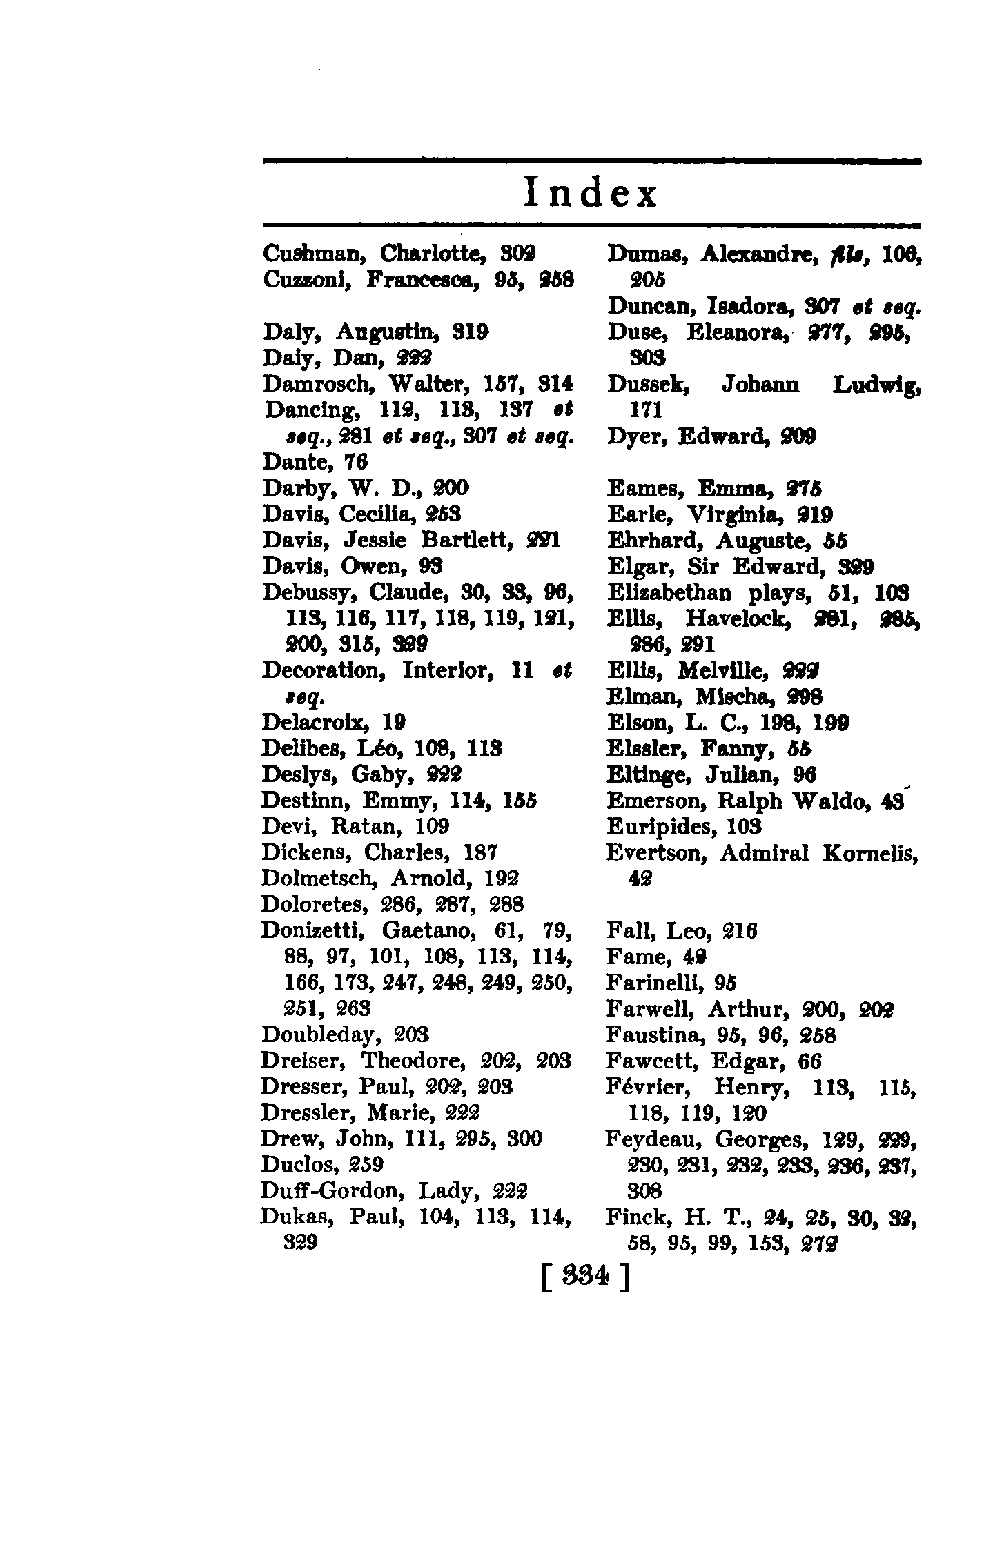 Index
Cushman, Charlotte, 302
Cuzzoni, Francesca, 95, 258
Daly, Augustin, 319
Daly, Dan, 222
Damrosch, Walter, 157, 314
Dancing, 112, 113, 137 et
seq., 281 et seq., 307 et seq.
Dante, 76
Darby, W. D., 200
Davis, Cecilia, 253
Davis, Jessie Bartlett, 221
Davis, Owen, 93
Debussy, Claude, 30, 33, 96,
113, 116, 117, 118, 119, 121,
200, 315, 329
Decoration, Interior, 11 et
seq.
Delacroix, 19
Delibes, Léo, 108, 113
Deslys, Gaby, 222
Destinn, Emmy, 114, 155
Devi, Ratan, 109
Dickens, Charles, 187
Dolmetsch, Arnold, 192
Doloretes, 286, 287, 288
Donizetti, Gaetano, 61, 79,
88, 97, 101, 108, 113, 114,
166, 173, 247, 248, 249, 250,
251, 263
Doubleday, 203
Dreiser, Theodore, 202, 203
Dresser, Paul, 202, 203
Dressler, Marie, 222
Drew, John, 111, 295, 300
Duclos, 259
Duff-Gordon, Lady, 222
Dukas, Paul, 104, 113, 114,
329
Dumas, Alexandre, fils, 106,
205
Duncan, Isadora, 307 et seq.
Duse, Eleanora, 277, 295,
303
Dussek, Johann Ludwig,
171
Dyer, Edward, 209
Eames, Emma, 275
Earle, Virginia, 219
Ehrhard, Auguste, 55
Elgar, Sir Edward, 329
Elizabethan plays, 51, 103
Ellis, Havelock, 281, 285,
286, 291
Ellis, Melville, 222
Elman, Mischa, 298
Elson, L. C., 198, 199
Elssler, Fanny, 55
Eltinge, Julian, 96
Emerson, Ralph Waldo, 43
Euripides, 103
Evertson, Admiral Kornelis,
42
Fall, Leo, 216
Fame, 49
Farinelli, 95
Farwell, Arthur, 200, 202
Faustina, 95, 96, 258
Fawcett, Edgar, 66
Février, Henry, 113, 115,
118, 119, 120
Feydeau, Georges, 129, 229,
230, 231, 232, 233, 236, 237,
308
Finck, H. T., 24, 25, 30, 32,
58, 95, 99, 153, 272
[ 334 ]